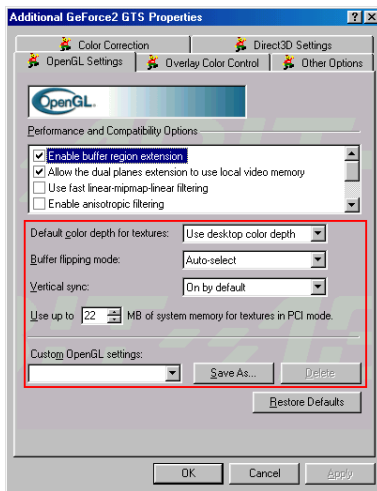 Additional GeForce2 GTS Properties
Color Correction Direct3D Settings
OpenGL Settings Overlay Color Control Other Options
OpenGL.
Performance and Compatibility Options
Enable buffer region extension
Allow the dual planes extension to use local video memory
Use fast linear-mipmap-linear filtering
Enable anisotropic filtering
Default color depth for textures: Use desktop color depth
Buffer flipping mode: Auto-select
Vertical sync: On by default
Use up to 22 MB of system memory for textures in PCI mode.
Custom OpenGL settings:
Save As... Delete
Restore Defaults
OK Cancel Apply